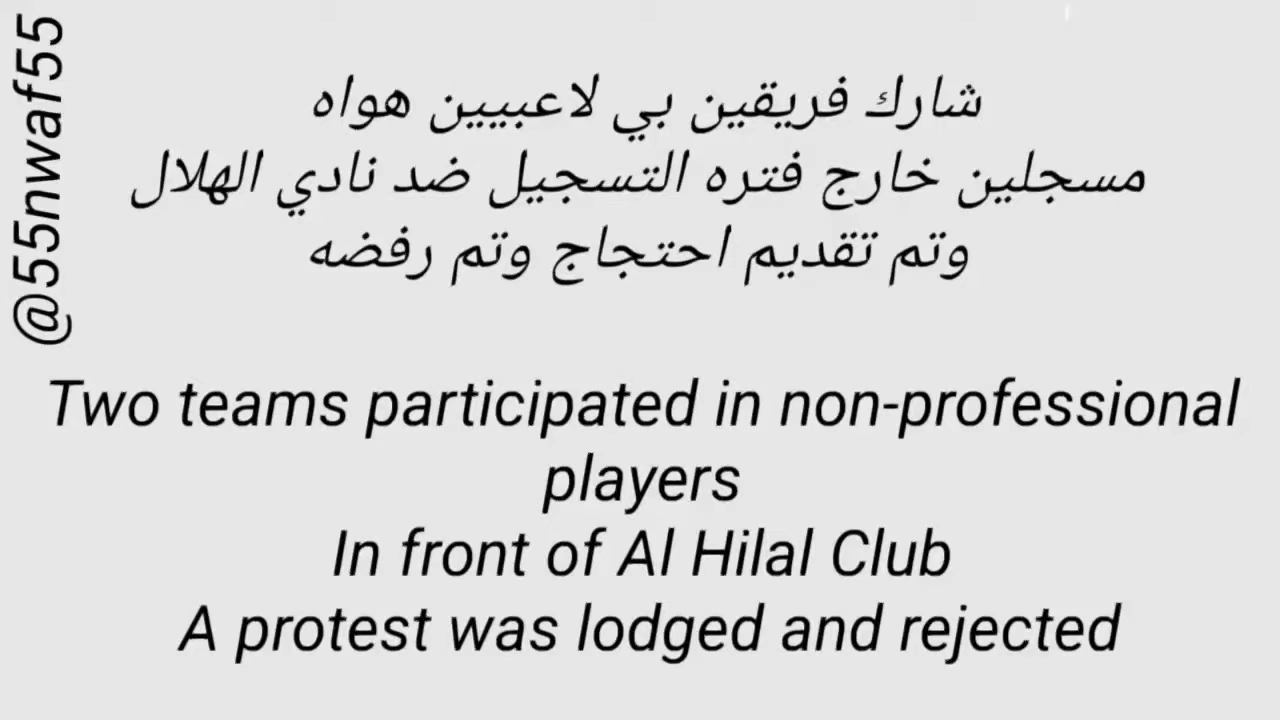 @55nwaf55
شارك فريقين بي لاعبيين هواه
مسجلين خارج فتره التسجيل ضد نادي الهلال
وتم تقديم احتجاج وتم رفضه
Two teams participated in non-professional
players
In front of Al Hilal Club
A protest was lodged and rejected